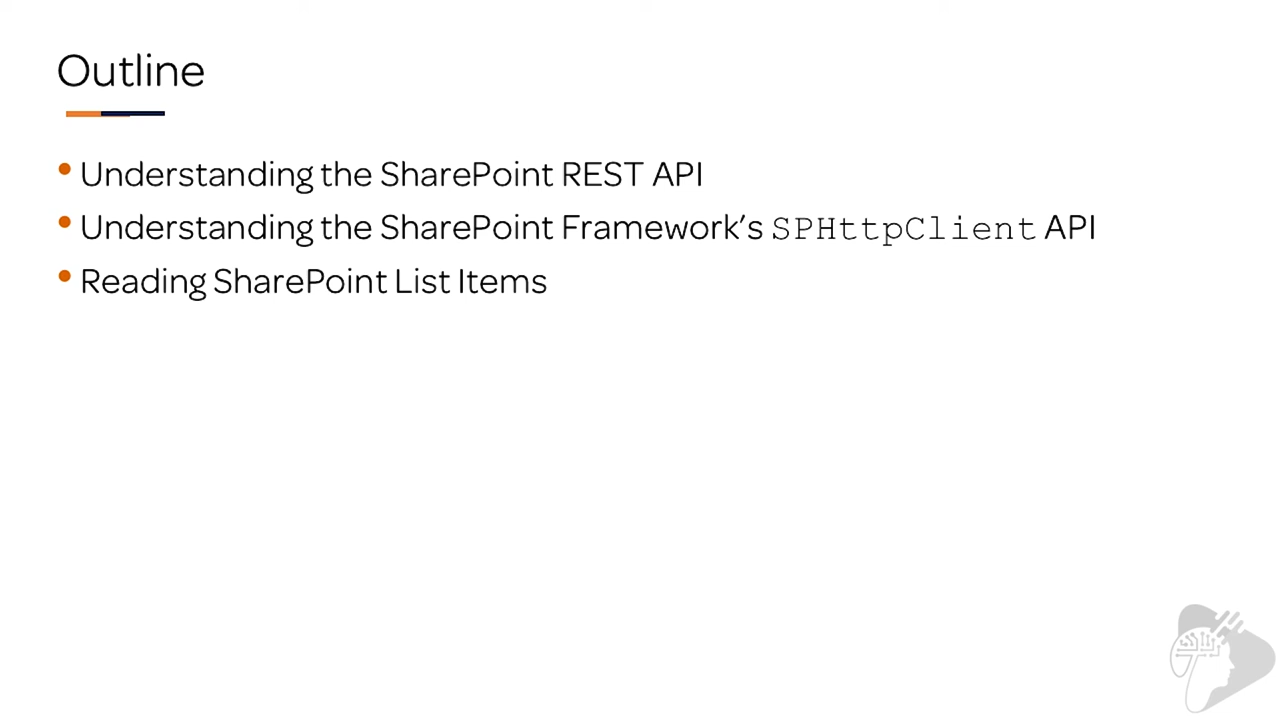 Outline
• Understanding the SharePoint REST API
• Understanding the SharePoint Framework’s SPHttpClient API
• Reading SharePoint List Items